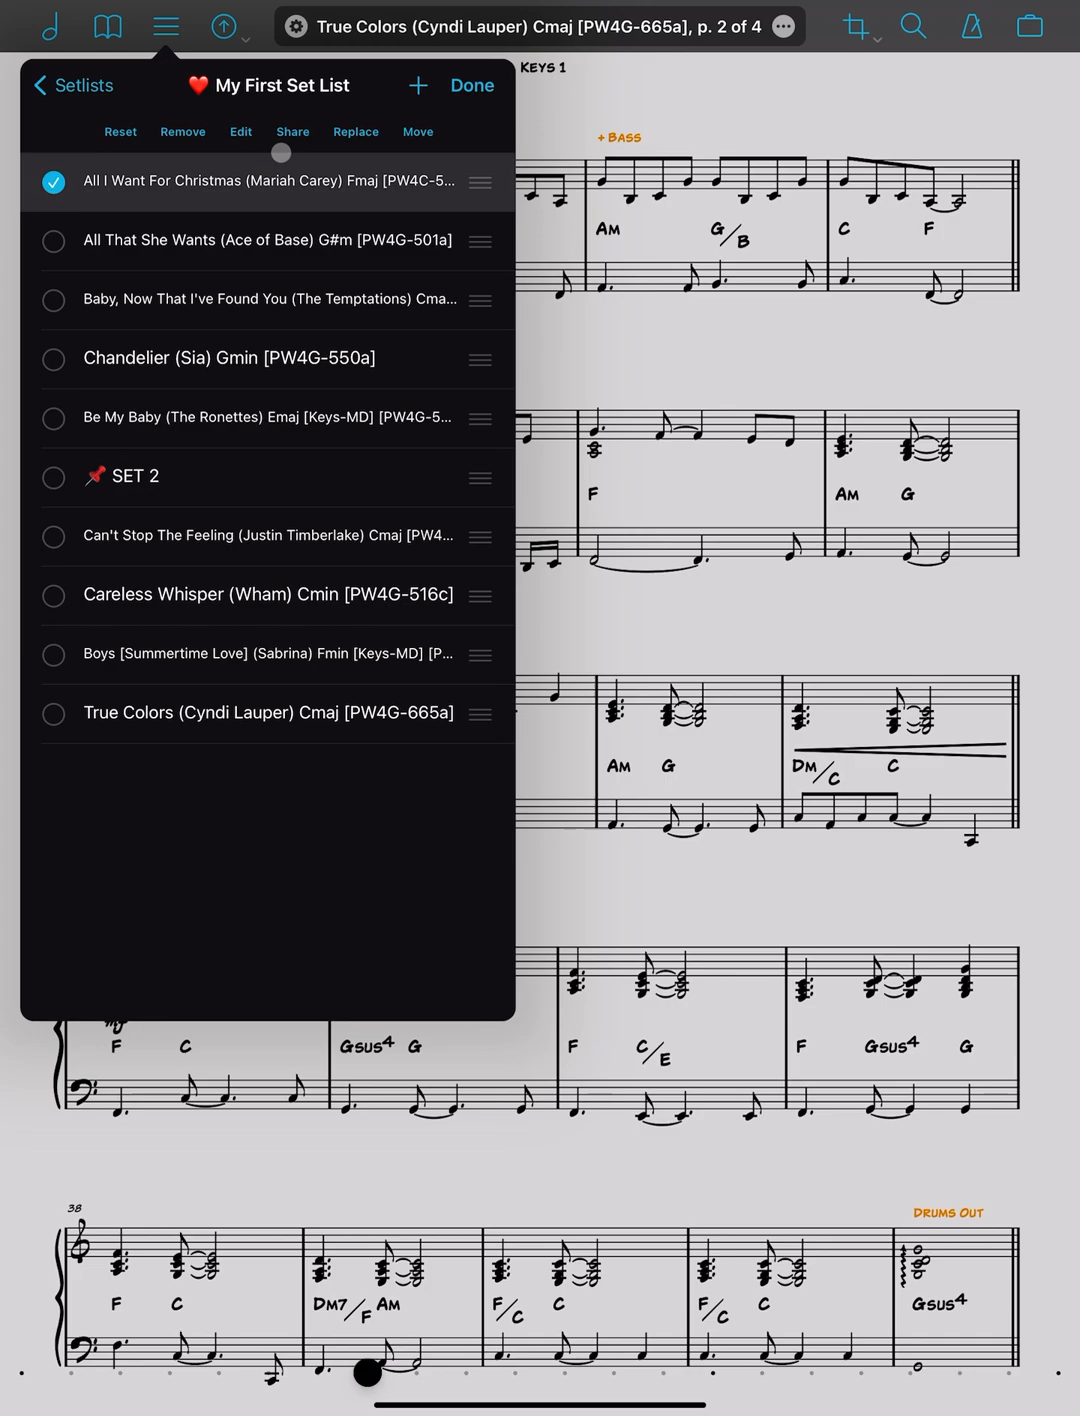 True Colors (Cyndi Lauper) Cmaj [PW4G-665a], p. 2 of 4
KEYS 1
Setlists
❤️ My First Set List
+
Done
Reset
Remove
Edit
Share
Replace
Move
All I Want For Christmas (Mariah Carey) Fmaj [PW4C-5...
All That She Wants (Ace of Base) G#m [PW4G-501a]
Baby, Now That I've Found You (The Temptations) Cma...
Chandelier (Sia) Gmin [PW4G-550a]
Be My Baby (The Ronettes) Emaj [Keys-MD] [PW4G-5...
📌 SET 2
Can't Stop The Feeling (Justin Timberlake) Cmaj [PW4...
Careless Whisper (Wham) Cmin [PW4G-516c]
Boys [Summertime Love] (Sabrina) Fmin [Keys-MD] [P...
True Colors (Cyndi Lauper) Cmaj [PW4G-665a]
+ BASS
AM G/B C F
F AM G
AM G DM/C C
mf
F C GSUS4 G F C/E F GSUS4 G
38
DRUMS OUT
F C DM7/F AM F/C C F/C C GSUS4